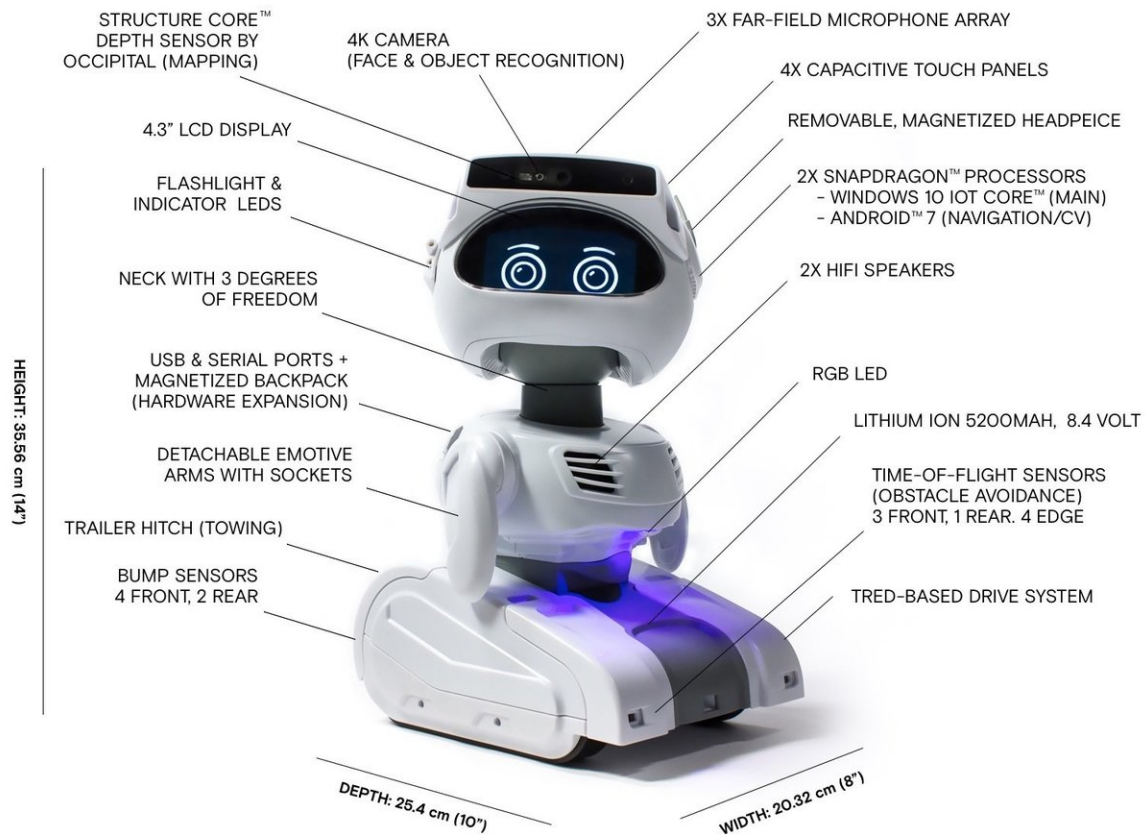 STRUCTURE CORE™
DEPTH SENSOR BY
OCCIPITAL (MAPPING)
4K CAMERA
(FACE & OBJECT RECOGNITION)
3X FAR-FIELD MICROPHONE ARRAY
4X CAPACITIVE TOUCH PANELS
4.3” LCD DISPLAY
REMOVABLE, MAGNETIZED HEADPEICE
FLASHLIGHT &
INDICATOR LEDS
2X SNAPDRAGON™ PROCESSORS
- WINDOWS 10 IOT CORE™ (MAIN)
- ANDROID™ 7 (NAVIGATION/CV)
NECK WITH 3 DEGREES
OF FREEDOM
2X HIFI SPEAKERS
USB & SERIAL PORTS +
MAGNETIZED BACKPACK
(HARDWARE EXPANSION)
RGB LED
LITHIUM ION 5200MAH, 8.4 VOLT
DETACHABLE EMOTIVE
ARMS WITH SOCKETS
TIME-OF-FLIGHT SENSORS
(OBSTACLE AVOIDANCE)
3 FRONT, 1 REAR. 4 EDGE
TRAILER HITCH (TOWING)
BUMP SENSORS
4 FRONT, 2 REAR
TRED-BASED DRIVE SYSTEM
HEIGHT: 35.56 cm (14”)
DEPTH: 25.4 cm (10”)
WIDTH: 20.32 cm (8”)